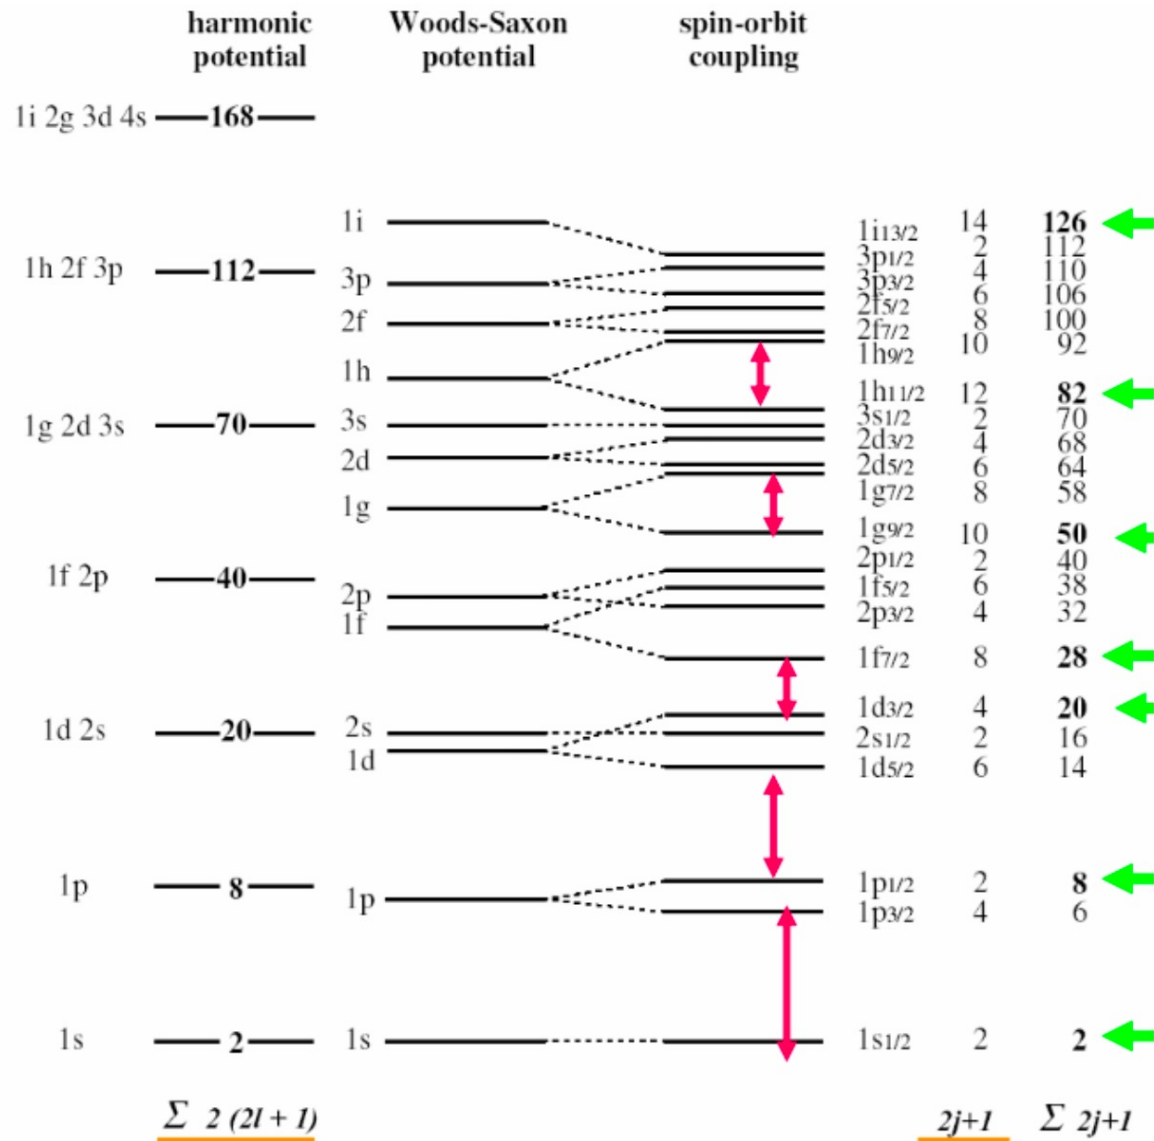 harmonic potential Woods-Saxon potential spin-orbit coupling
1i 2g 3d 4s 168
1i 1i13/2 14 126
3p1/2 2 112
1h 2f 3p 112 3p 3p3/2 4 110
2f5/2 6 106
2f 2f7/2 8 100
1h9/2 10 92
1h 1h11/2 12 82
1g 2d 3s 70 3s 3s1/2 2 70
2d3/2 4 68
2d 2d5/2 6 64
1g 1g7/2 8 58
1g9/2 10 50
2p1/2 2 40
1f 2p 40 1f5/2 6 38
2p 2p3/2 4 32
1f 1f7/2 8 28
1d3/2 4 20
1d 2s 20 2s 2s1/2 2 16
1d 1d5/2 6 14
1p 8 1p 1p1/2 2 8
1p3/2 4 6
1s 2 1s 1s1/2 2 2
Σ 2 (2l + 1) 2j+1 Σ 2j+1